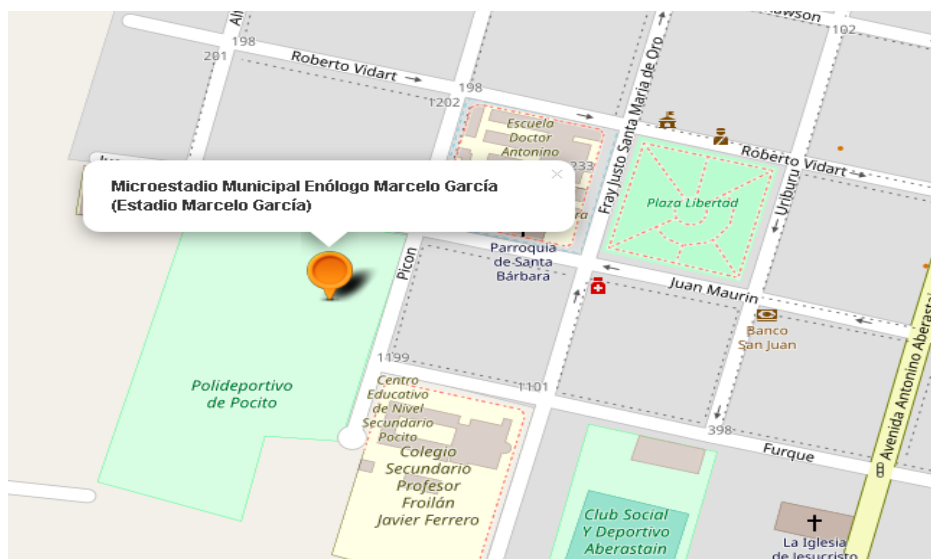 198
201
Roberto Vidart
198
1202
Fray Justo Santa Maria de Oro
102
Escuela
Doctor
Antonino
233
Roberto Vidart
Uriburu
Plaza Libertad
Microestadio Municipal Enólogo Marcelo García
(Estadio Marcelo García)
×
Picon
Parroquia
de Santa
Bárbara
Juan Maurin
Banco
San Juan
Polideportivo
de Pocito
1199
Centro
Educativo
de Nivel
Secundario
Pocito
1101
398
Furque
Colegio
Secundario
Profesor
Froilán
Javier Ferrero
Club Social
Y Deportivo
Aberastain
Avenida Antonino Aberastain
La Iglesia
de Jesucristo